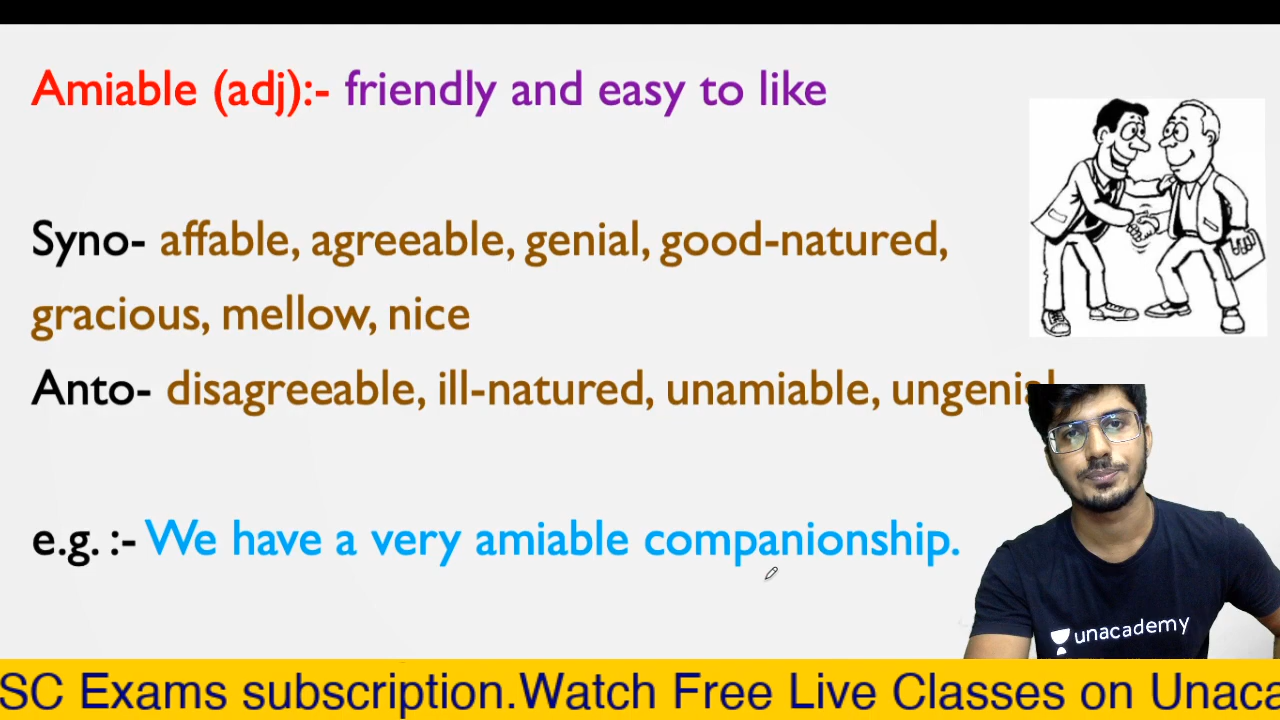 Amiable (adj):- friendly and easy to like
Syno- affable, agreeable, genial, good-natured,
gracious, mellow, nice
Anto- disagreeable, ill-natured, unamiable, ungenial
e.g. :- We have a very amiable companionship.
unacademy
SC Exams subscription.Watch Free Live Classes on Unaca